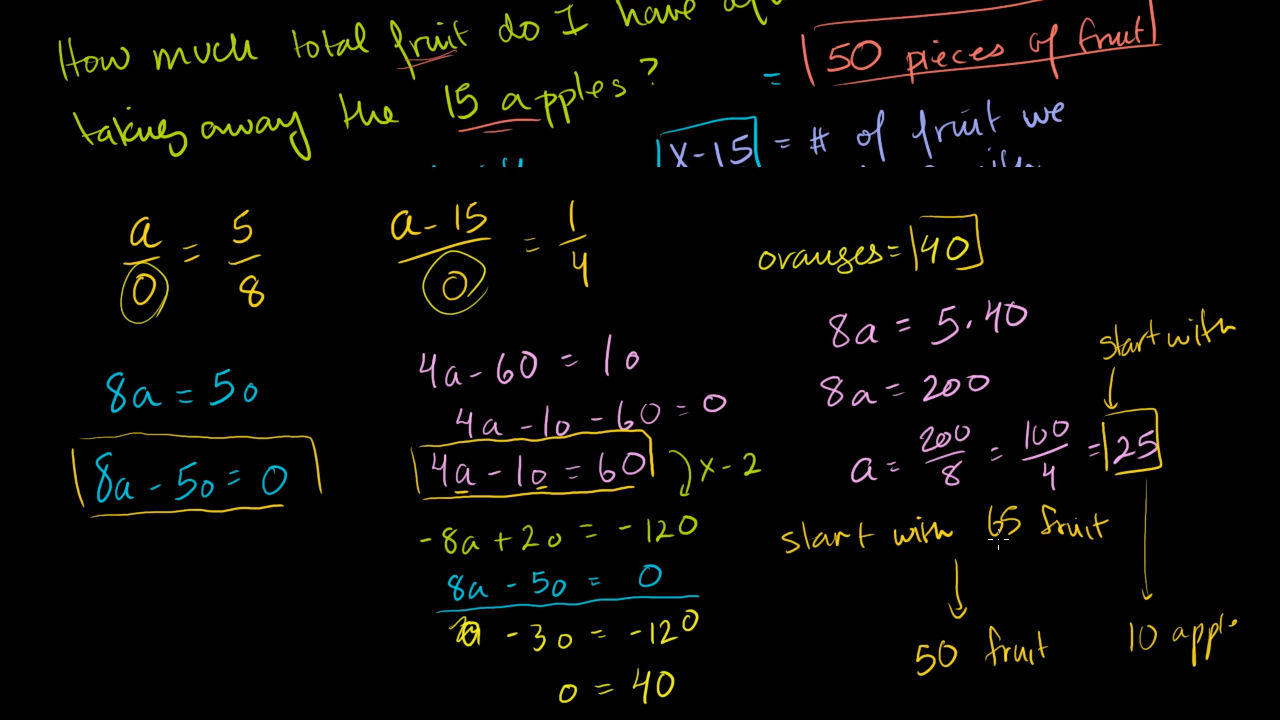 How much total fruit do I have
taking away the 15 apples?
= 50 pieces of fruit
x-15 = # of fruit we
a/o = 5/8
8a = 5o
8a - 5o = 0
(a - 15)/o = 1/4
4a - 60 = 1o
4a - 1o - 60 = 0
4a - 1o = 60
x - 2
-8a + 2o = -120
8a - 5o = 0
- 3o = -120
o = 40
oranges = 40
8a = 5.40
8a = 200
a = 200/8 = 100/4 = 25
start with
start with 65 fruit
50 fruit
10 apple